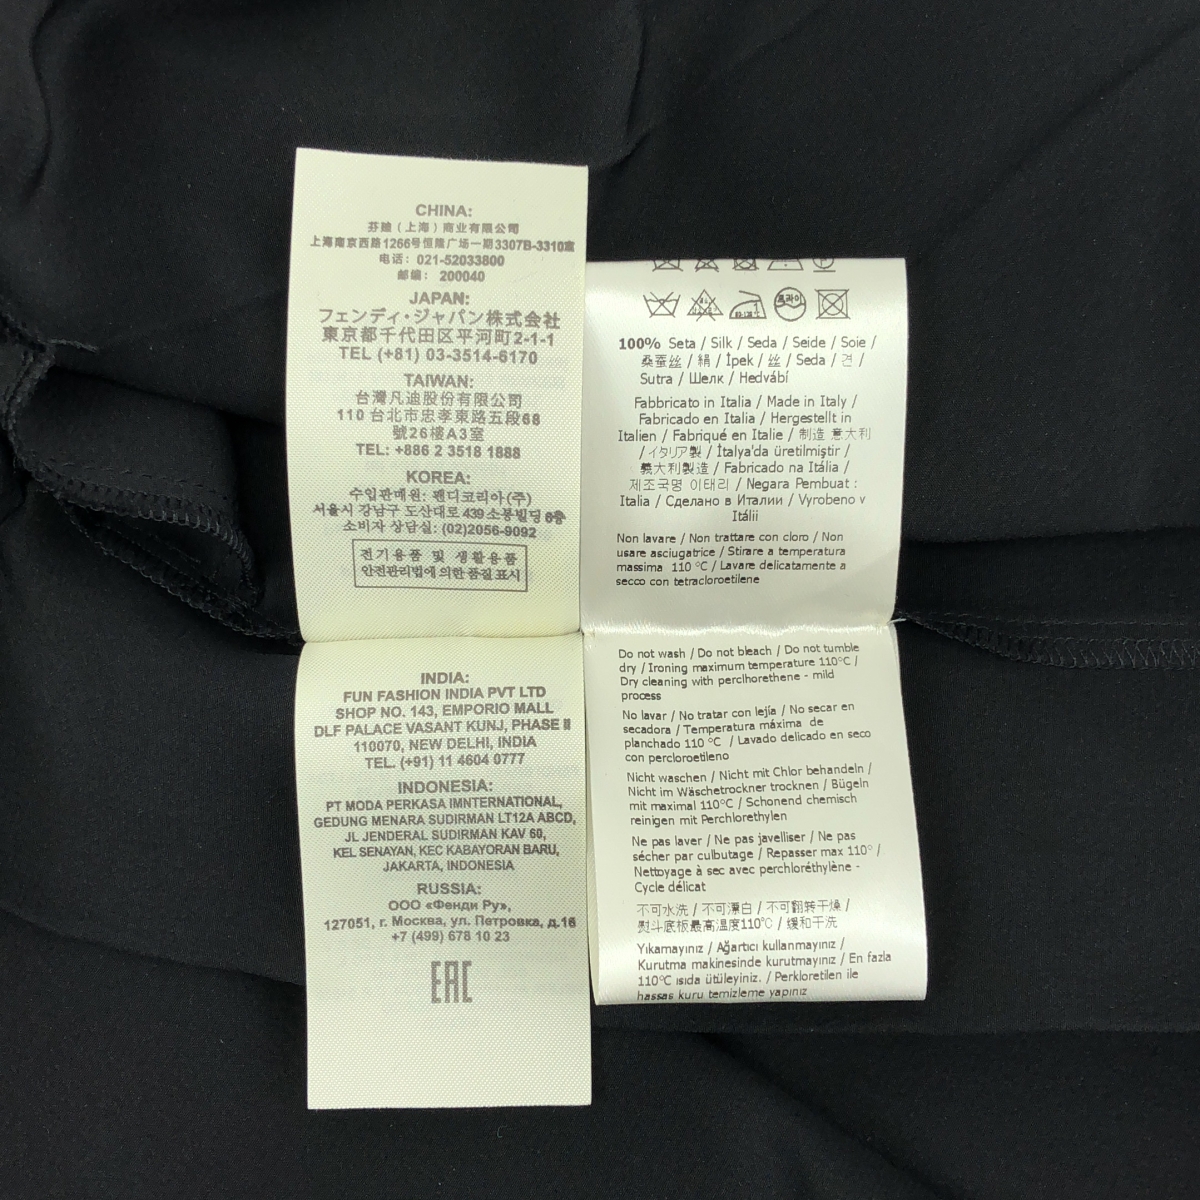 CHINA:
芬迪（上海）商业有限公司
上海南京西路1266号恒隆广场一期3307B-3310室
电话： 021-52033800
邮编： 200040
JAPAN:
フェンディ・ジャパン株式会社
東京都千代田区平河町2-1-1
TEL (+81) 03-3514-6170
TAIWAN:
台灣凡迪股份有限公司
110 台北市忠孝東路五段68
號26樓A3室
TEL: +886 2 3518 1888
KOREA:
수입판매원: 펜디코리아(주)
서울시 강남구 도산대로 439 소봉빌딩 6층
소비자 상담실: (02)2056-9092
전기용품 및 생활용품
안전관리법에 의한 품질 표시
INDIA:
FUN FASHION INDIA PVT LTD
SHOP NO. 143, EMPORIO MALL
DLF PALACE VASANT KUNJ, PHASE II
110070, NEW DELHI, INDIA
TEL. (+91) 11 4604 0777
INDONESIA:
PT MODA PERKASA IMNTERNATIONAL,
GEDUNG MENARA SUDIRMAN LT12A ABCD,
JL JENDERAL SUDIRMAN KAV 60,
KEL SENAYAN, KEC KABAYORAN BARU,
JAKARTA, INDONESIA
RUSSIA:
ООО «Фенди Ру»,
127051, г. Москва, ул. Петровка, д.16
+7 (499) 678 10 23
EAC
드라이
100% Seta / Silk / Seda / Seide / Soie /
桑蚕丝 / 絹 / İpek / 丝 / Seda / 견 /
Sutra / Шелк / Hedvábí
Fabbricato in Italia / Made in Italy /
Fabricado en Italia / Hergestellt in
Italien / Fabriqué en Italie / 制造 意大利
/ イタリア製 / İtalya'da üretilmiştir /
義大利製造 / Fabricado na Itália /
제조국명 이태리 / Negara Pembuat :
Italia / Сделано в Италии / Vyrobeno v
Itálii
Non lavare / Non trattare con cloro / Non
usare asciugatrice / Stirare a temperatura
massima 110 °C / Lavare delicatamente a
secco con tetracloroetilene
Do not wash / Do not bleach / Do not tumble
dry / Ironing maximum temperature 110°C /
Dry cleaning with perclhorethene - mild
process
No lavar / No tratar con lejía / No secar en
secadora / Temperatura máxima de
planchado 110 °C / Lavado delicado en seco
con percloroetileno
Nicht waschen / Nicht mit Chlor behandeln /
Nicht im Wäschetrockner trocknen / Bügeln
mit maximal 110°C / Schonend chemisch
reinigen mit Perchlorethylen
Ne pas laver / Ne pas javelliser / Ne pas
sécher par culbutage / Repasser max 110° /
Nettoyage à sec avec perchloréthylène -
Cycle délicat
不可水洗 / 不可漂白 / 不可翻转干燥 /
熨斗底板最高温度110°C / 缓和干洗
Yıkamayınız / Ağartıcı kullanmayınız /
Kurutma makinesinde kurutmayınız / En fazla
110°C ısıda ütüleyiniz. / Perkloretilen ile
hassas kuru temizleme yapınız